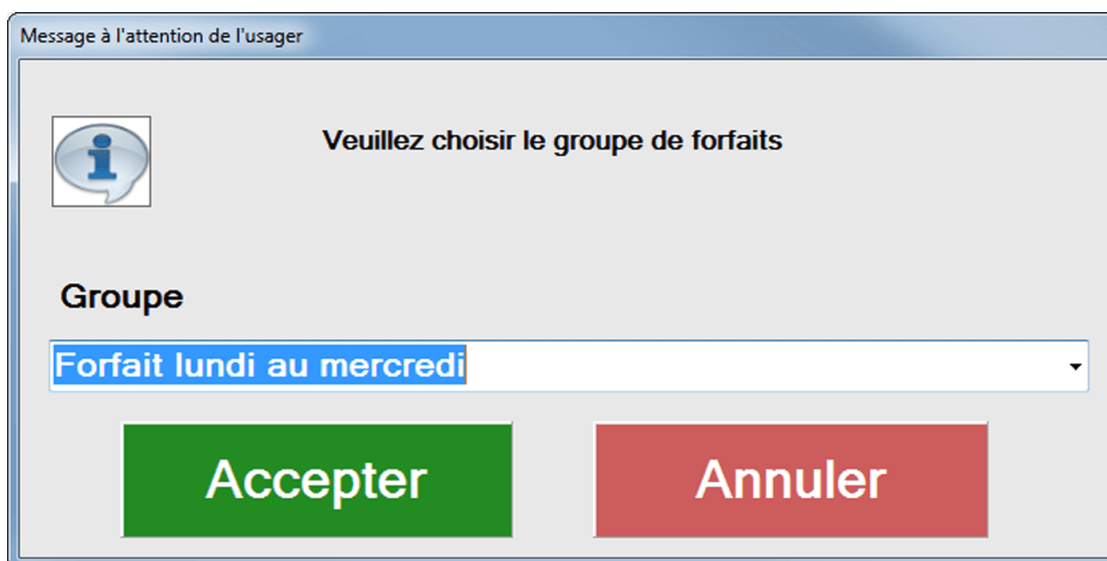 Message à l'attention de l'usager
Veuillez choisir le groupe de forfaits
Groupe
Forfait lundi au mercredi
Accepter
Annuler